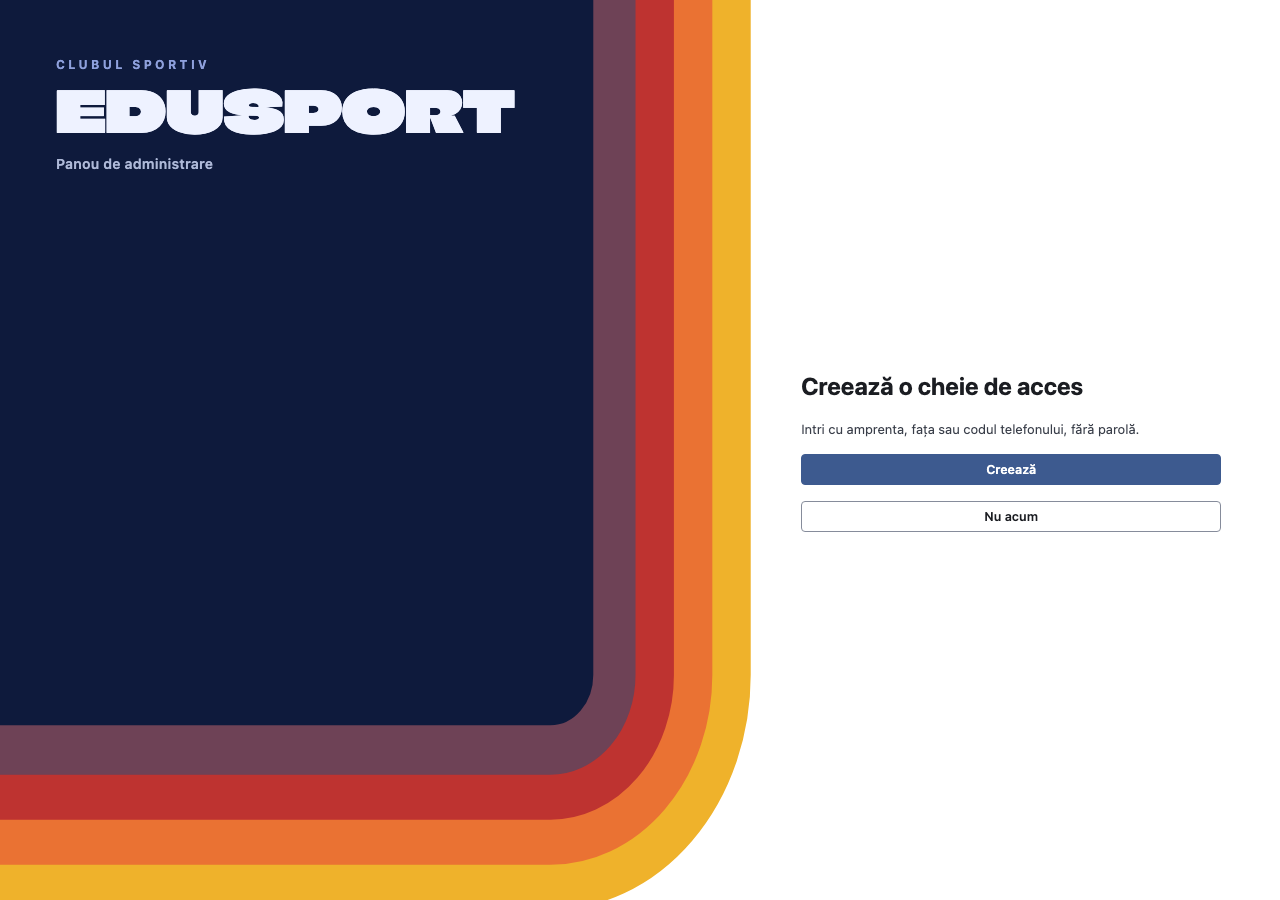 CLUBUL SPORTIV
EDUSPORT
Panou de administrare
Creează o cheie de acces
Intri cu amprenta, fața sau codul telefonului, fără parolă.
Creează
Nu acum